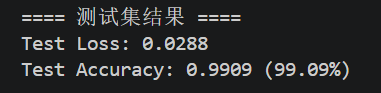 ==== 测试集结果 ====
Test Loss: 0.0288
Test Accuracy: 0.9909 (99.09%)